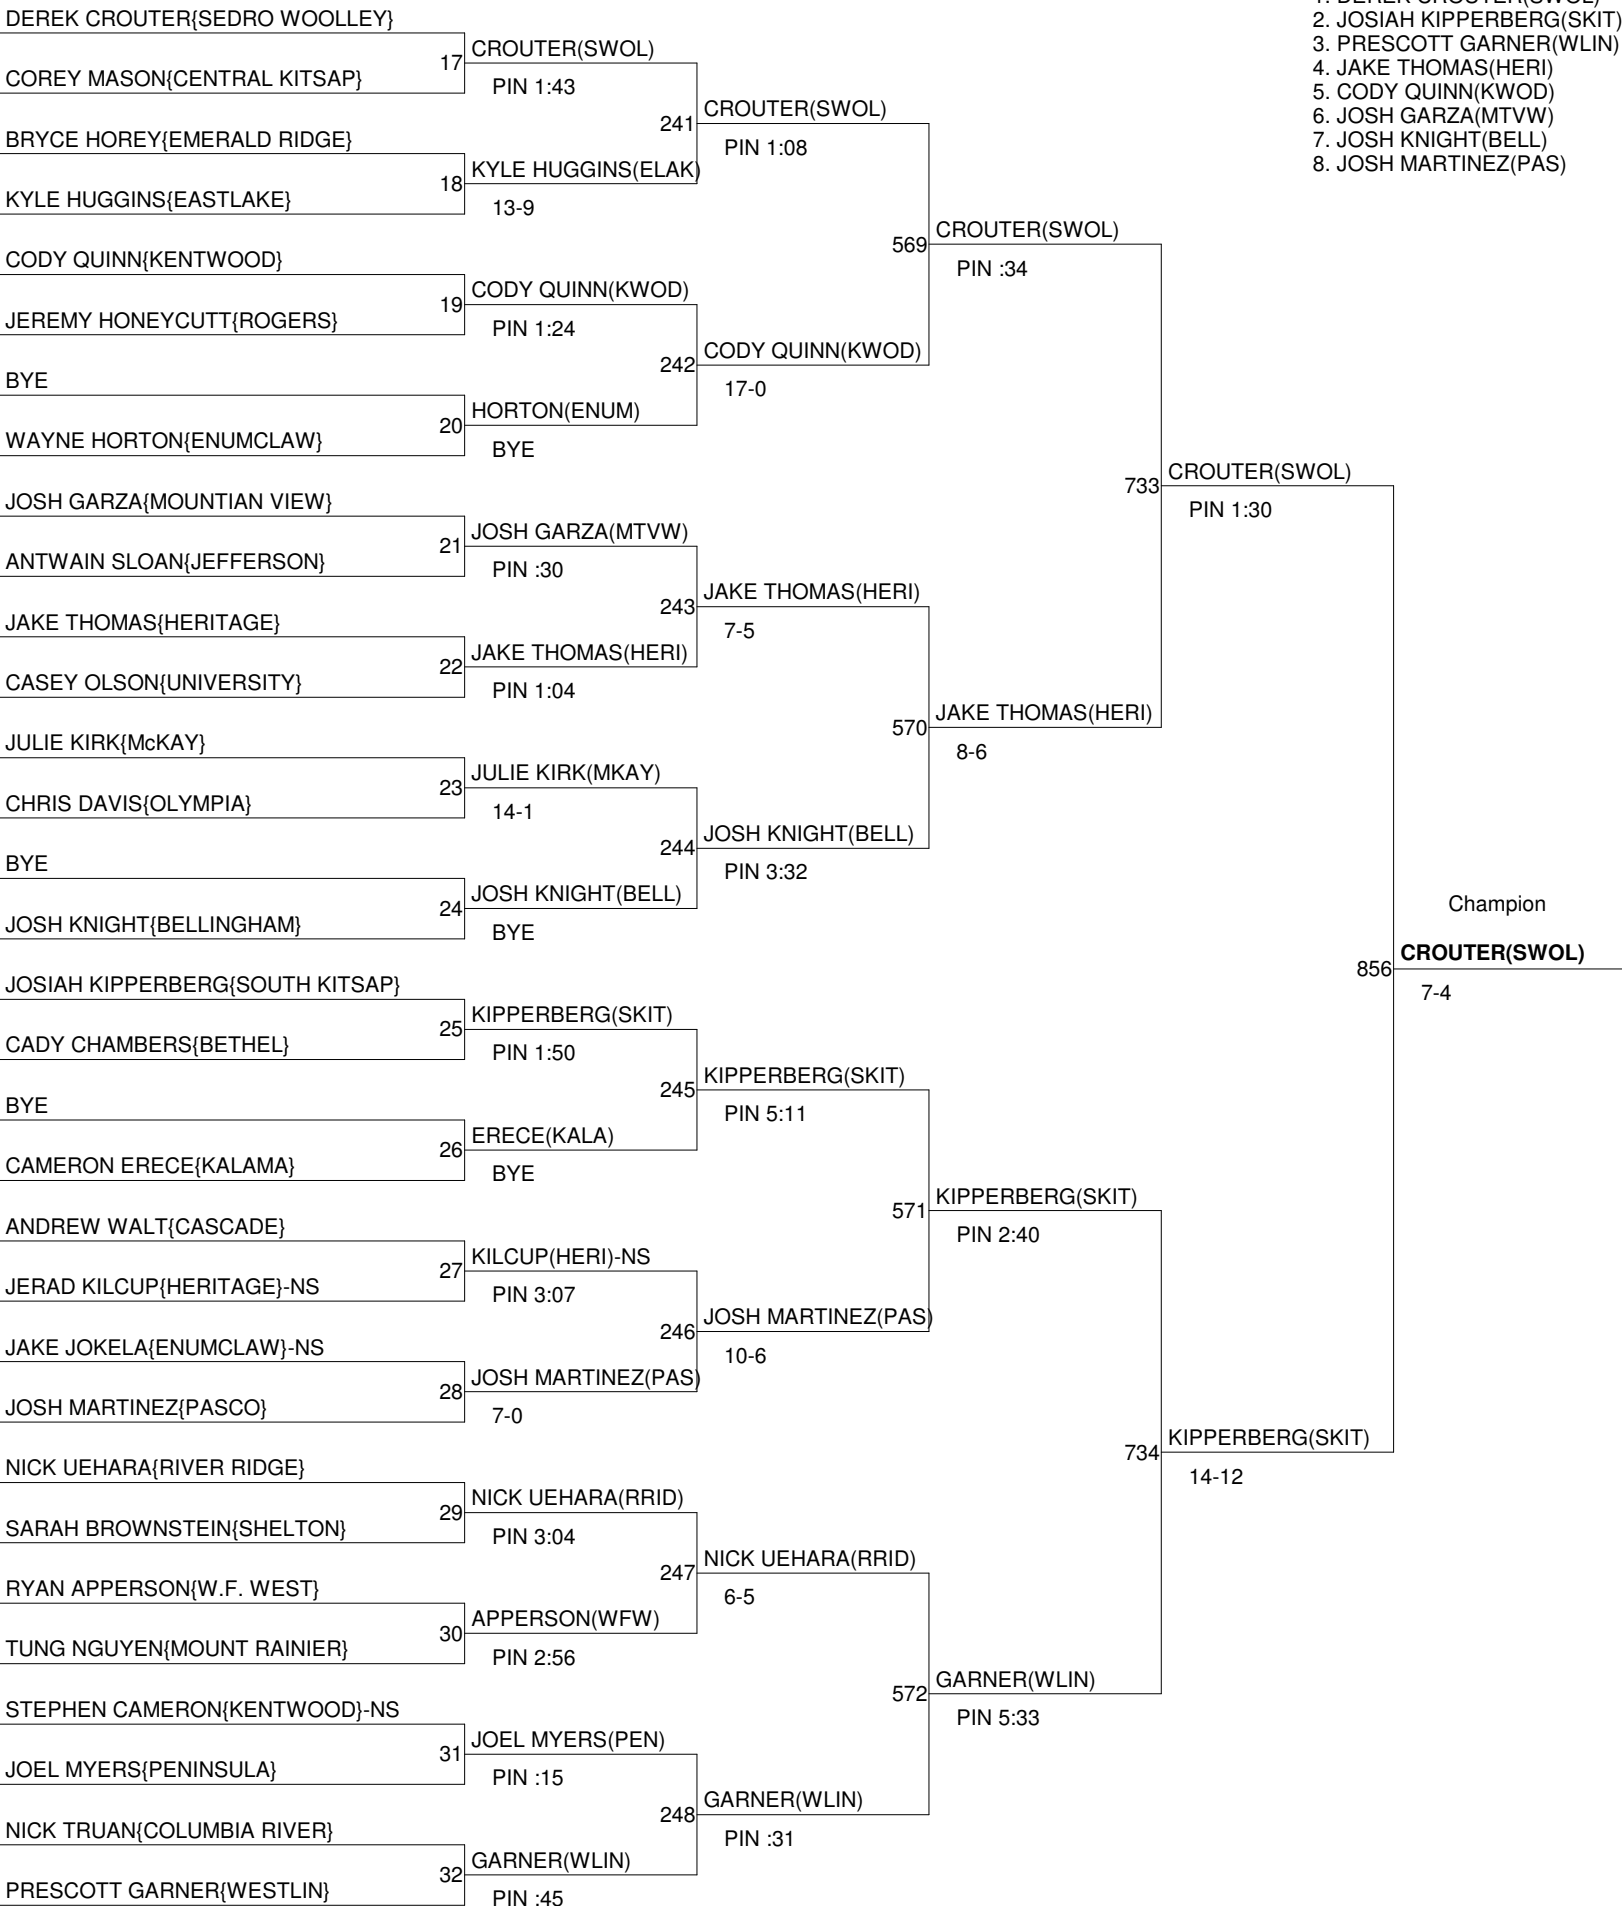 DEREK CROUTER{SEDRO WOOLLEY}
COREY MASON{CENTRAL KITSAP}
BRYCE HOREY{EMERALD RIDGE}
KYLE HUGGINS{EASTLAKE}
CODY QUINN{KENTWOOD}
JEREMY HONEYCUTT{ROGERS}
BYE
WAYNE HORTON{ENUMCLAW}
JOSH GARZA{MOUNTIAN VIEW}
ANTWAIN SLOAN{JEFFERSON}
JAKE THOMAS{HERITAGE}
CASEY OLSON{UNIVERSITY}
JULIE KIRK{McKAY}
CHRIS DAVIS{OLYMPIA}
BYE
JOSH KNIGHT{BELLINGHAM}
JOSIAH KIPPERBERG{SOUTH KITSAP}
CADY CHAMBERS{BETHEL}
BYE
CAMERON ERECE{KALAMA}
ANDREW WALT{CASCADE}
JERAD KILCUP{HERITAGE}-NS
JAKE JOKELA{ENUMCLAW}-NS
JOSH MARTINEZ{PASCO}
NICK UEHARA{RIVER RIDGE}
SARAH BROWNSTEIN{SHELTON}
RYAN APPERSON{W.F. WEST}
TUNG NGUYEN{MOUNT RAINIER}
STEPHEN CAMERON{KENTWOOD}-NS
JOEL MYERS{PENINSULA}
NICK TRUAN{COLUMBIA RIVER}
PRESCOTT GARNER{WESTLIN}
17 CROUTER(SWOL)
PIN 1:43
18 KYLE HUGGINS(ELAK)
13-9
19 CODY QUINN(KWOD)
PIN 1:24
20 HORTON(ENUM)
BYE
21 JOSH GARZA(MTVW)
PIN :30
22 JAKE THOMAS(HERI)
PIN 1:04
23 JULIE KIRK(MKAY)
14-1
24 JOSH KNIGHT(BELL)
BYE
25 KIPPERBERG(SKIT)
PIN 1:50
26 ERECE(KALA)
BYE
27 KILCUP(HERI)-NS
PIN 3:07
28 JOSH MARTINEZ(PAS)
7-0
29 NICK UEHARA(RRID)
PIN 3:04
30 APPERSON(WFW)
PIN 2:56
31 JOEL MYERS(PEN)
PIN :15
32 GARNER(WLIN)
PIN :45
241 CROUTER(SWOL)
PIN 1:08
242 CODY QUINN(KWOD)
17-0
243 JAKE THOMAS(HERI)
7-5
244 JOSH KNIGHT(BELL)
PIN 3:32
245 KIPPERBERG(SKIT)
PIN 5:11
246 JOSH MARTINEZ(PAS)
10-6
247 NICK UEHARA(RRID)
6-5
248 GARNER(WLIN)
PIN :31
569 CROUTER(SWOL)
PIN :34
570 JAKE THOMAS(HERI)
8-6
571 KIPPERBERG(SKIT)
PIN 2:40
572 GARNER(WLIN)
PIN 5:33
733 CROUTER(SWOL)
PIN 1:30
734 KIPPERBERG(SKIT)
14-12
Champion
856 CROUTER(SWOL)
7-4
1. DEREK CROUTER(SWOL)
2. JOSIAH KIPPERBERG(SKIT)
3. PRESCOTT GARNER(WLIN)
4. JAKE THOMAS(HERI)
5. CODY QUINN(KWOD)
6. JOSH GARZA(MTVW)
7. JOSH KNIGHT(BELL)
8. JOSH MARTINEZ(PAS)